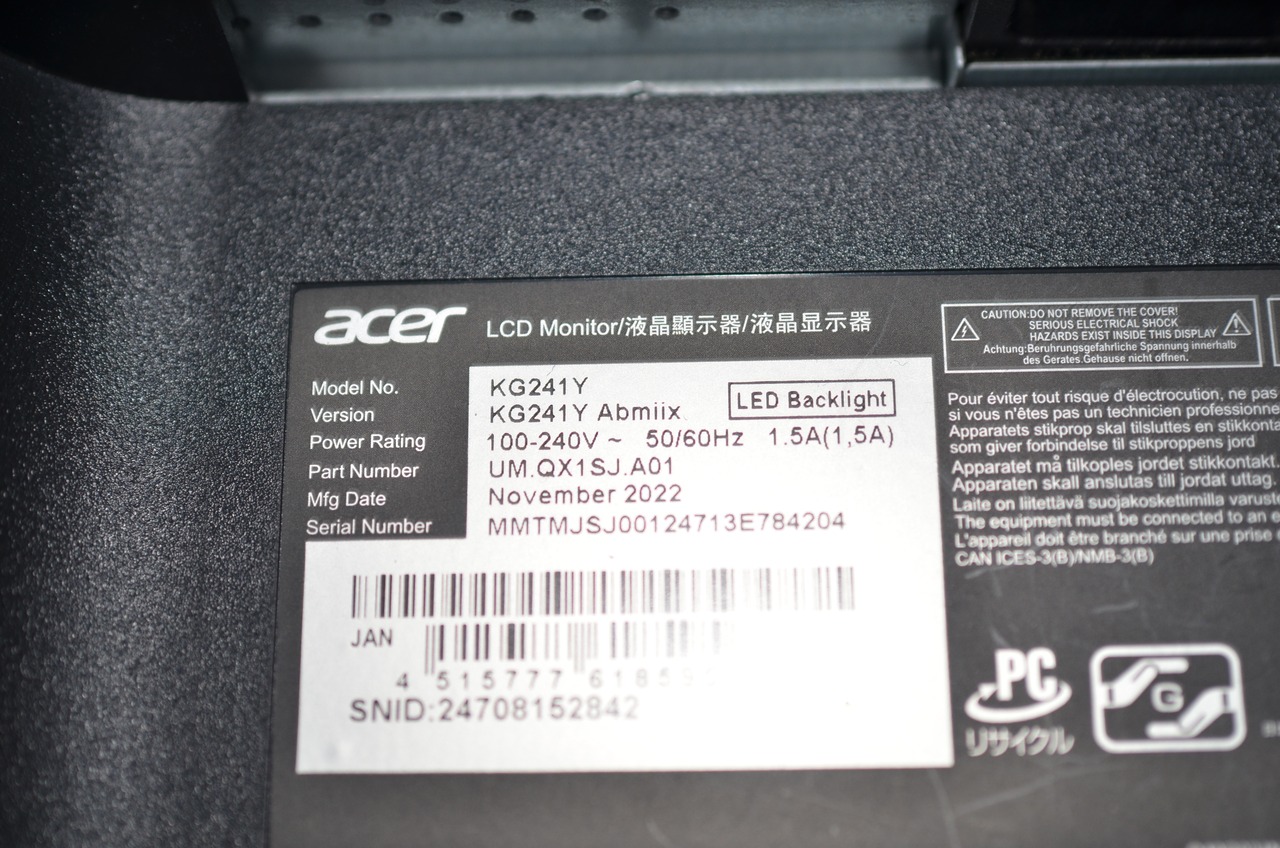 acer LCD Monitor/液晶顯示器/液晶显示器
Model No. KG241Y
Version KG241Y Abmiix
LED Backlight
Power Rating 100-240V ~ 50/60Hz 1.5A(1,5A)
Part Number UM.QX1SJ.A01
Mfg Date November 2022
Serial Number MMTMJSJ00124713E784204
JAN
4 515777 61859
SNID:24708152842
CAUTION:DO NOT REMOVE THE COVER!
SERIOUS ELECTRICAL SHOCK
HAZARDS EXIST INSIDE THIS DISPLAY
Achtung:Beruhrungsgefahrliche Spannung innerhalb
des Gerates.Gehause nicht offnen.
Pour éviter tout risque d'électrocution, ne pas
si vous n'êtes pas un technicien professionne
Apparatets stikprop skal tilsluttes en stikkonta
som giver forbindelse til stikproppens jord
Apparatet må tilkoples jordet stikkontakt.
Apparaten skall anslutas till jordat uttag.
Laite on liitettävä suojakoskettimilla varust
The equipment must be connected to an e
L'appareil doit être branché sur une prise
CAN ICES-3(B)/NMB-3(B)
PC
リサイクル
G